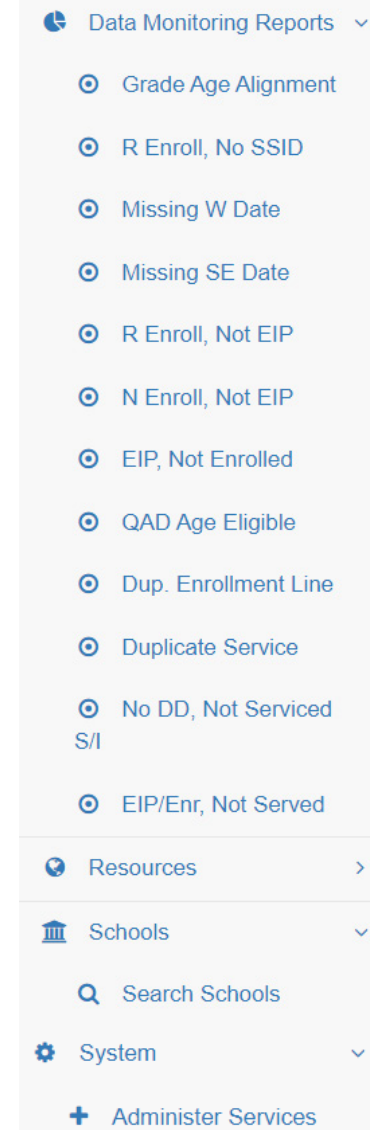 Data Monitoring Reports
Grade Age Alignment
R Enroll, No SSID
Missing W Date
Missing SE Date
R Enroll, Not EIP
N Enroll, Not EIP
EIP, Not Enrolled
QAD Age Eligible
Dup. Enrollment Line
Duplicate Service
No DD, Not Serviced
S/I
EIP/Enr, Not Served
Resources
Schools
Search Schools
System
Administer Services